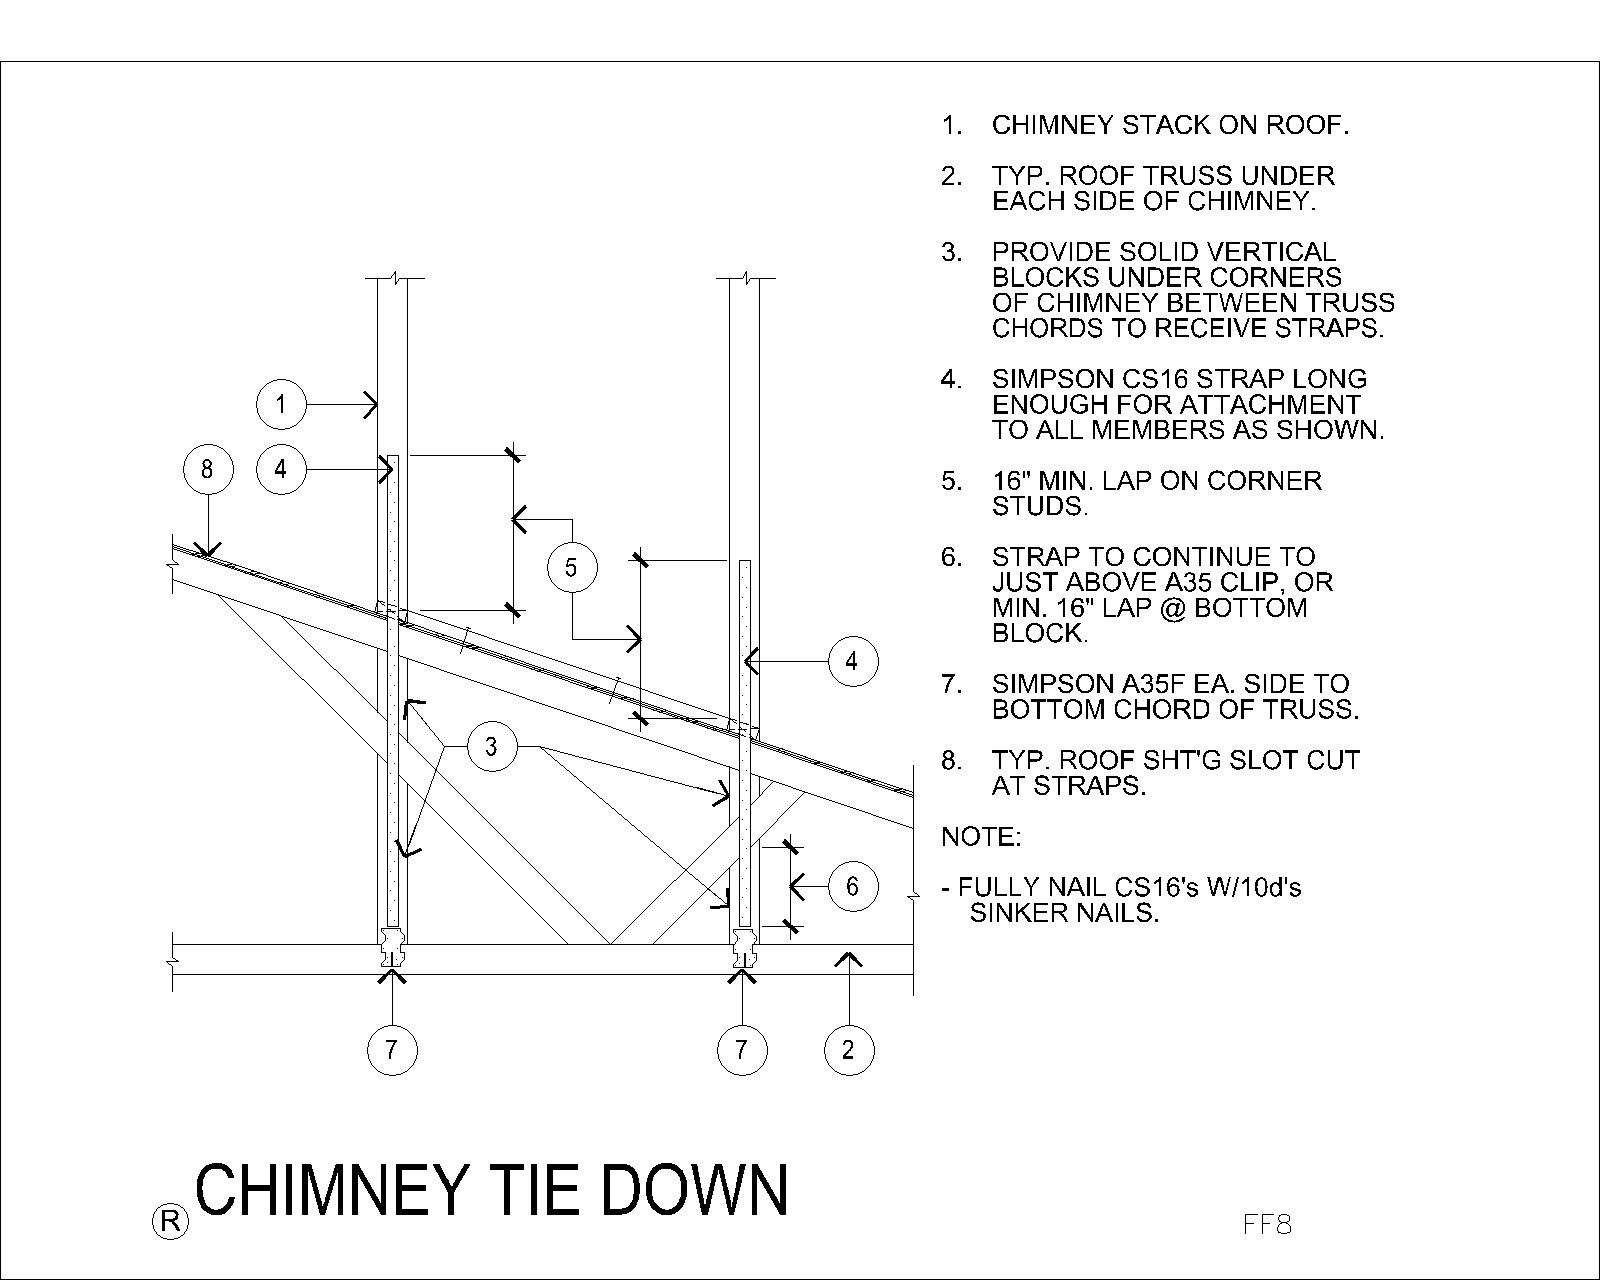 1. CHIMNEY STACK ON ROOF.
2. TYP. ROOF TRUSS UNDER
EACH SIDE OF CHIMNEY.
3. PROVIDE SOLID VERTICAL
BLOCKS UNDER CORNERS
OF CHIMNEY BETWEEN TRUSS
CHORDS TO RECEIVE STRAPS.
4. SIMPSON CS16 STRAP LONG
ENOUGH FOR ATTACHMENT
TO ALL MEMBERS AS SHOWN.
5. 16" MIN. LAP ON CORNER
STUDS.
6. STRAP TO CONTINUE TO
JUST ABOVE A35 CLIP, OR
MIN. 16" LAP @ BOTTOM
BLOCK.
7. SIMPSON A35F EA. SIDE TO
BOTTOM CHORD OF TRUSS.
8. TYP. ROOF SHT'G SLOT CUT
AT STRAPS.
NOTE:
- FULLY NAIL CS16's W/10d's
SINKER NAILS.
1
8 4
5
4
3
6
7 7 2
CHIMNEY TIE DOWN
R
FF8